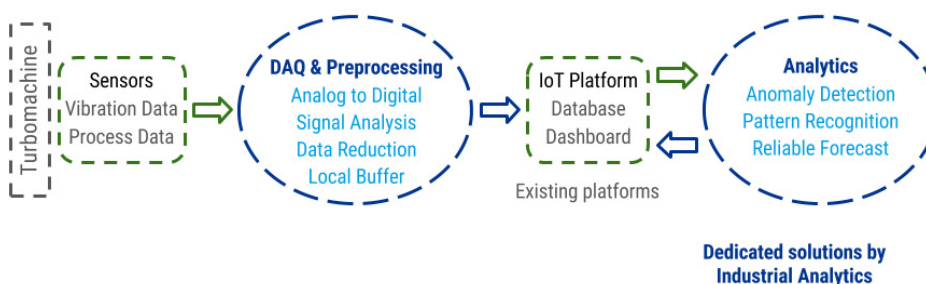 Turbomachine
Sensors
Vibration Data
Process Data
DAQ & Preprocessing
Analog to Digital
Signal Analysis
Data Reduction
Local Buffer
IoT Platform
Database
Dashboard
Existing platforms
Analytics
Anomaly Detection
Pattern Recognition
Reliable Forecast
Dedicated solutions by
Industrial Analytics